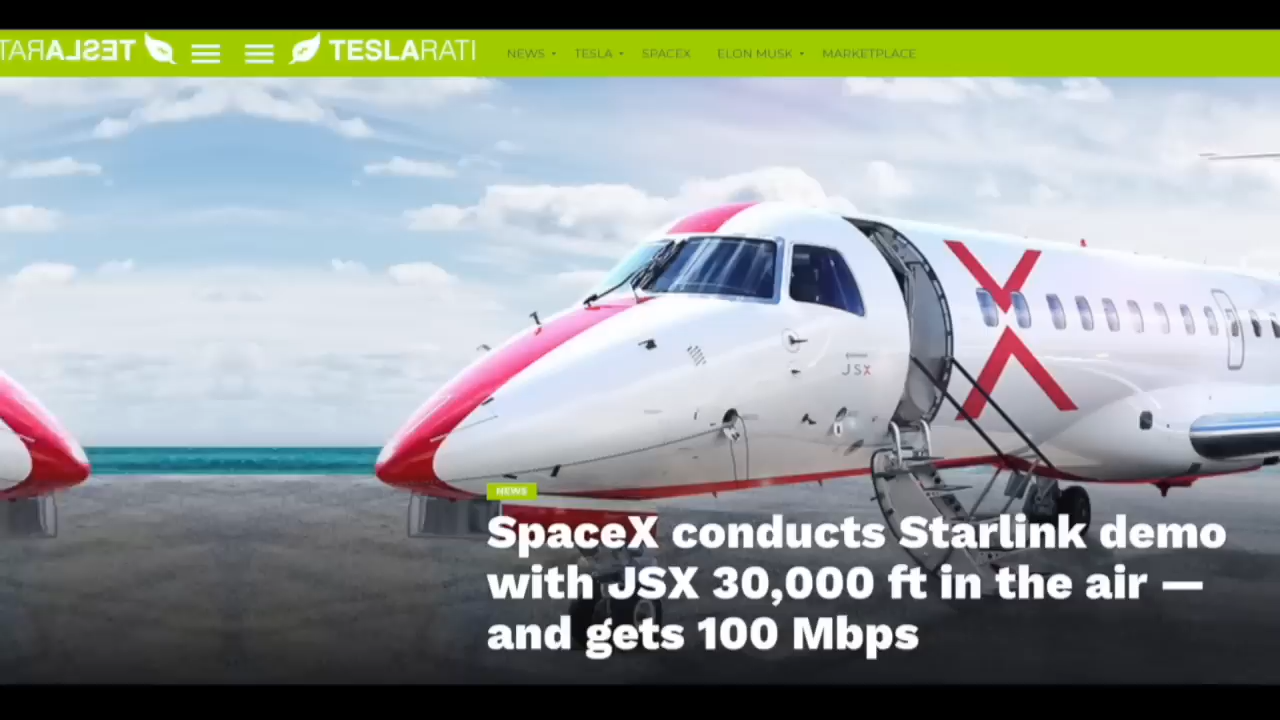 TESLARATI NEWS TESLA SPACEX ELON MUSK MARKETPLACE
JSX
NEWS
SpaceX conducts Starlink demo
with JSX 30,000 ft in the air —
and gets 100 Mbps